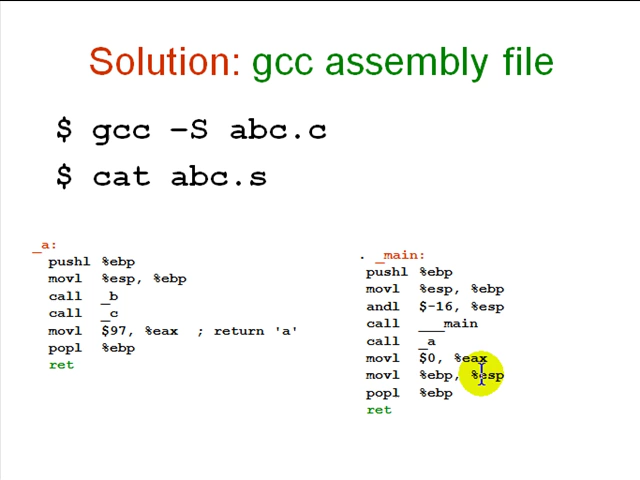 Solution: gcc assembly file
$ gcc –S abc.c
$ cat abc.s
_a:
pushl %ebp
movl %esp, %ebp
call _b
call _c
movl $97, %eax ; return 'a'
popl %ebp
ret
. _main:
pushl %ebp
movl %esp, %ebp
andl $-16, %esp
call ___main
call _a
movl $0, %eax
movl %ebp, %esp
popl %ebp
ret